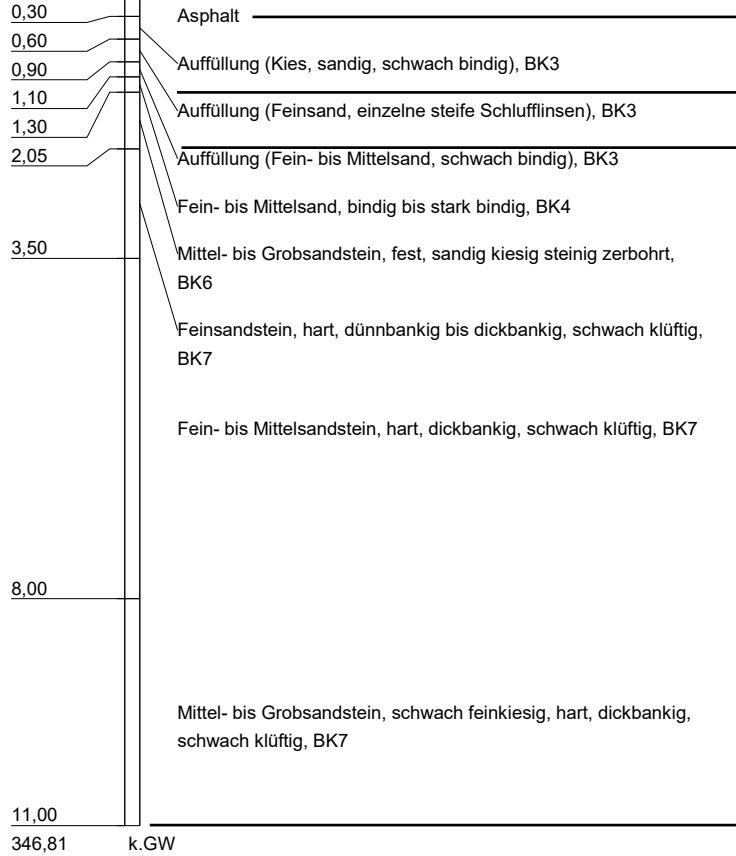 0,30
Asphalt
0,60
Auffüllung (Kies, sandig, schwach bindig), BK3
0,90
1,10
Auffüllung (Feinsand, einzelne steife Schlufflinsen), BK3
1,30
2,05
Auffüllung (Fein- bis Mittelsand, schwach bindig), BK3
Fein- bis Mittelsand, bindig bis stark bindig, BK4
3,50
Mittel- bis Grobsandstein, fest, sandig kiesig steinig zerbohrt,
BK6
Feinsandstein, hart, dünnbankig bis dickbankig, schwach klüftig,
BK7
Fein- bis Mittelsandstein, hart, dickbankig, schwach klüftig, BK7
8,00
Mittel- bis Grobsandstein, schwach feinkiesig, hart, dickbankig,
schwach klüftig, BK7
11,00
346,81 k.GW